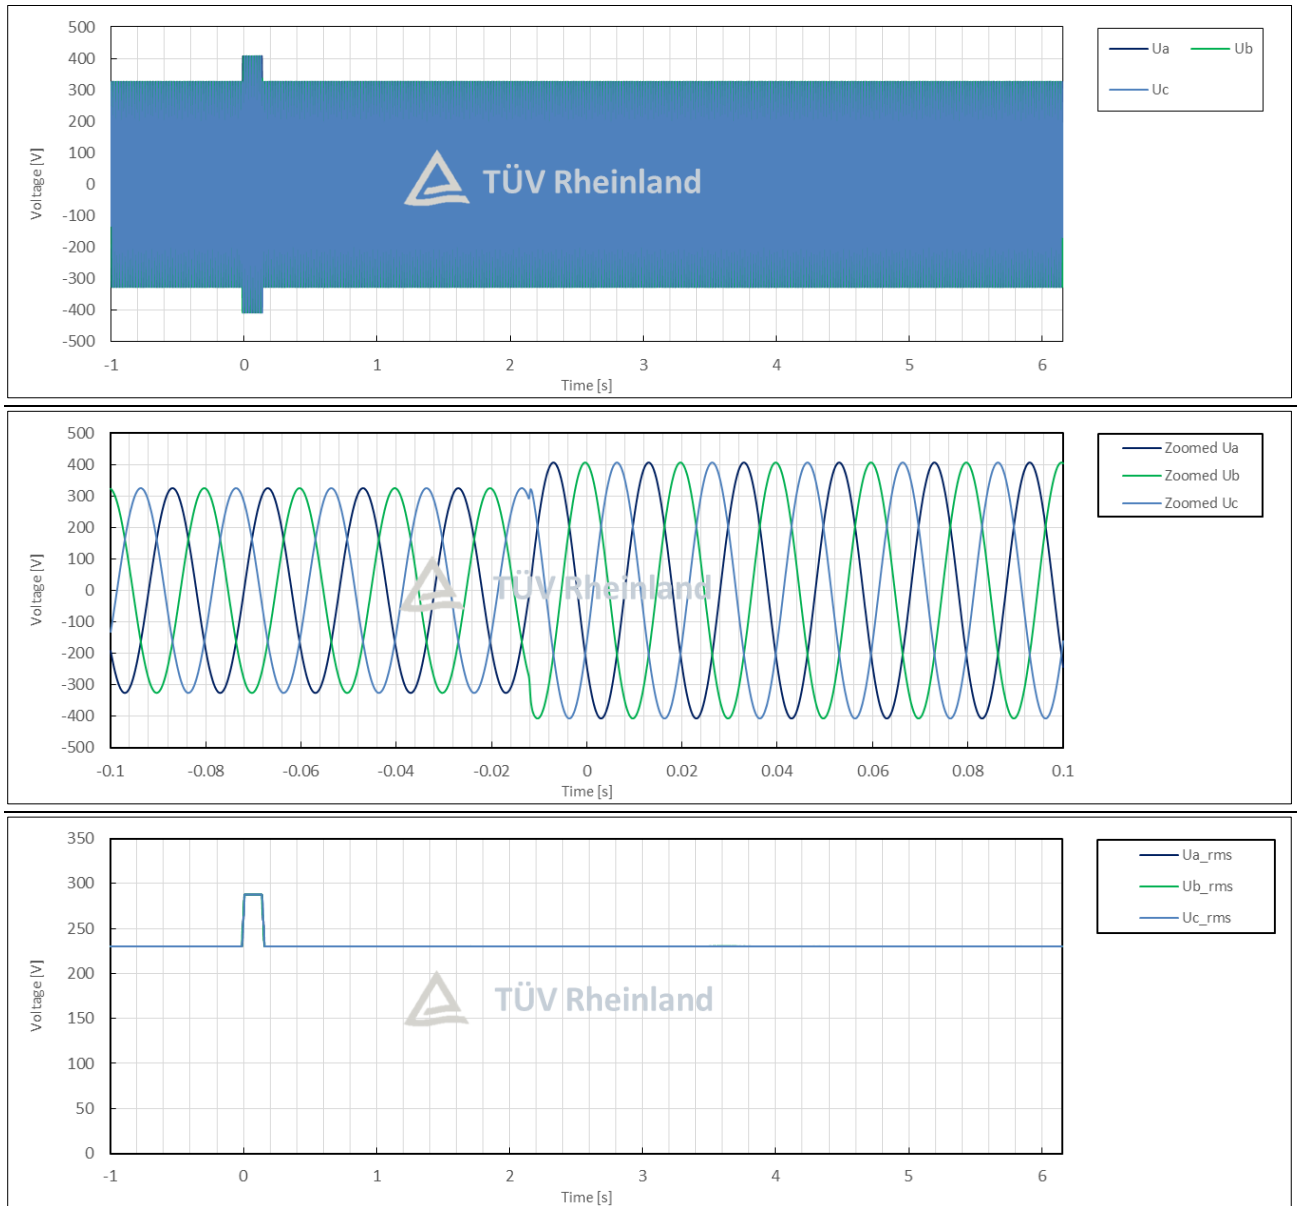 500
400
300
200
100
0
-100
-200
-300
-400
-500
Voltage [V]
-1 0 1 2 3 4 5 6
Time [s]
Ua Ub
Uc
TÜV Rheinland
500
400
300
200
100
0
-100
-200
-300
-400
-500
Voltage [V]
-0.1 -0.08 -0.06 -0.04 -0.02 0 0.02 0.04 0.06 0.08 0.1
Time [s]
Zoomed Ua
Zoomed Ub
Zoomed Uc
TÜV Rheinland
350
300
250
200
150
100
50
0
Voltage [V]
-1 0 1 2 3 4 5 6
Time [s]
Ua_rms
Ub_rms
Uc_rms
TÜV Rheinland